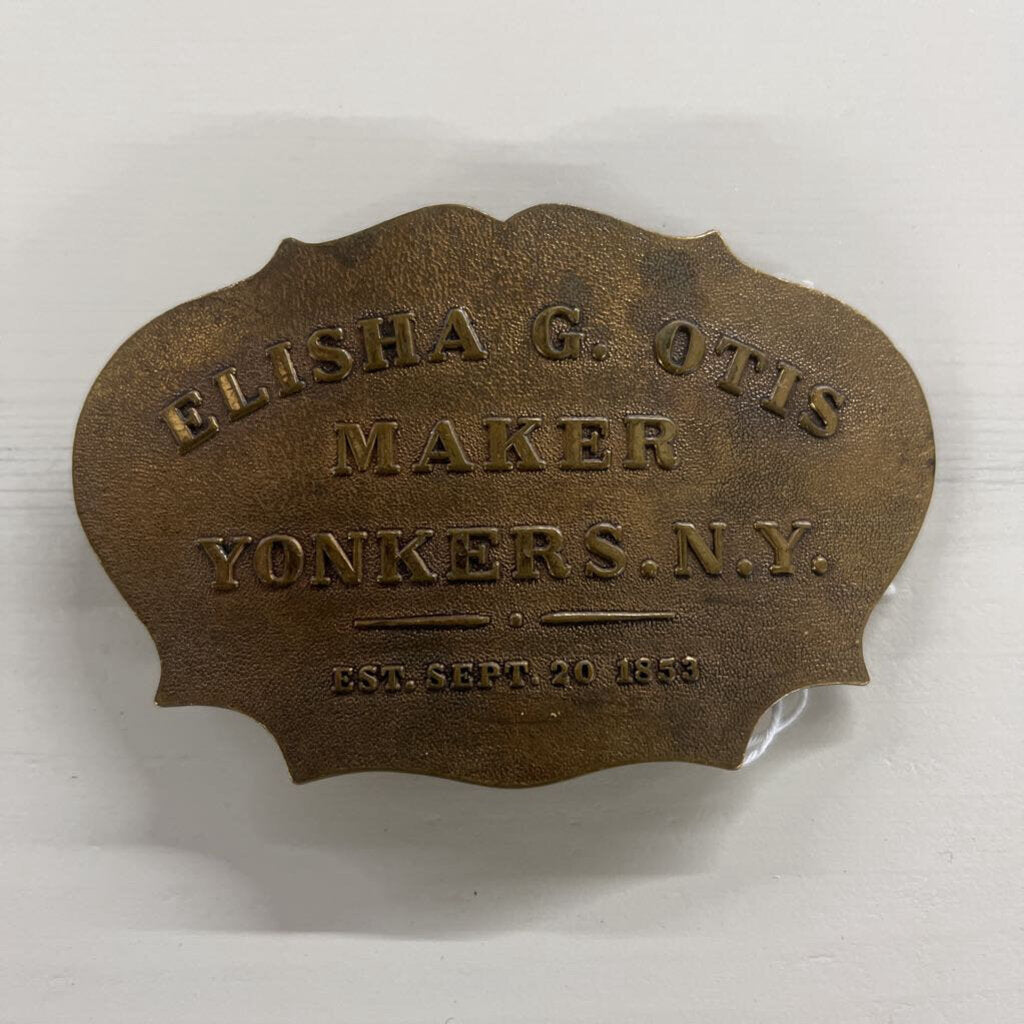 ELISHA G. OTIS
MAKER
YONKERS. N.Y.
EST. SEPT. 20 1853